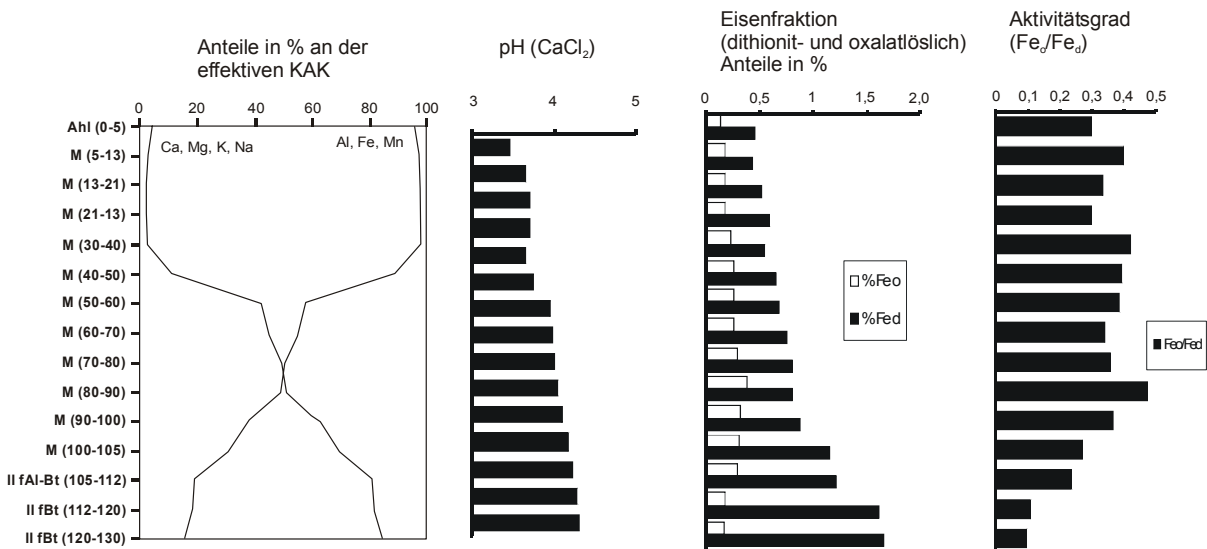 Anteile in % an der
effektiven KAK
0 20 40 60 80 100
Ca, Mg, K, Na
Al, Fe, Mn
Ahl (0-5)
M (5-13)
M (13-21)
M (21-13)
M (30-40)
M (40-50)
M (50-60)
M (60-70)
M (70-80)
M (80-90)
M (90-100)
M (100-105)
II fAl-Bt (105-112)
II fBt (112-120)
II fBt (120-130)
pH (CaCl₂)
3 4 5
Eisenfraktion
(dithionit- und oxalatlöslich)
Anteile in %
0 0,5 1 1,5 2,0
%Feo
%Fed
Aktivitätsgrad
(Feₒ/Fe_d)
0 0,1 0,2 0,3 0,4 0,5
Feo/Fed